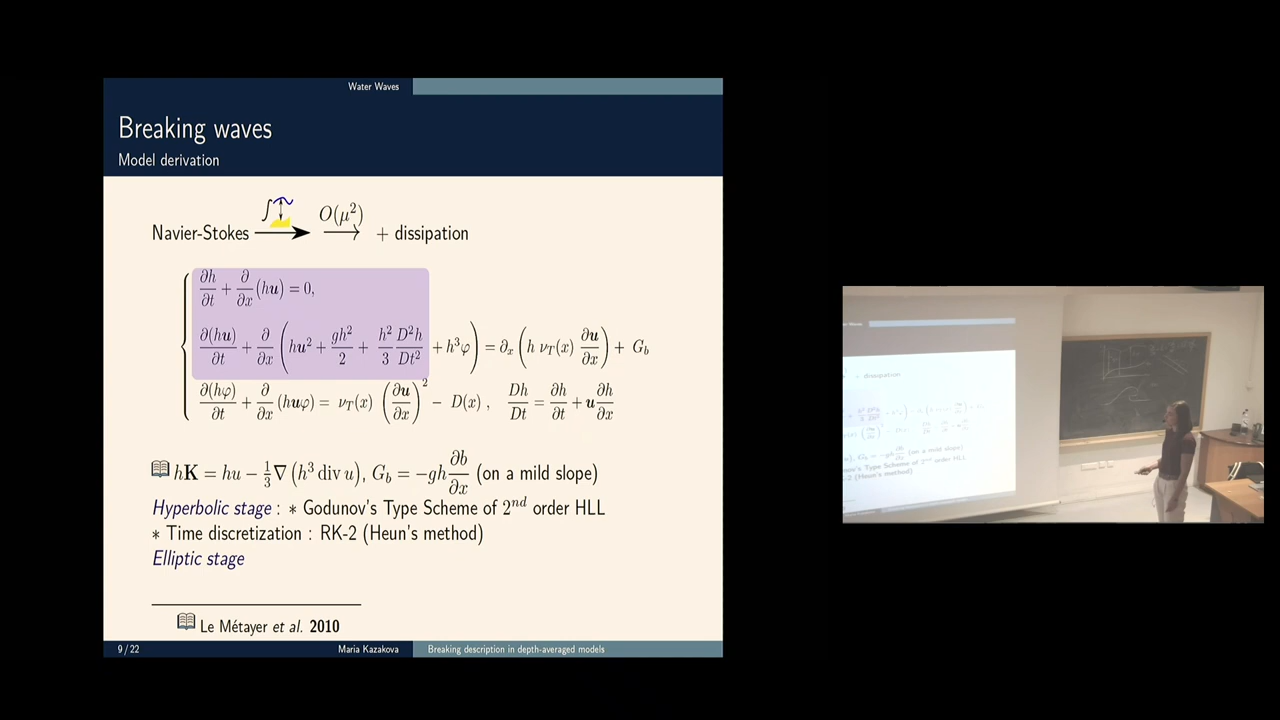 Water Waves
Breaking waves
Model derivation
Navier-Stokes ∫ ⟶ O(μ²) ⟶ + dissipation
∂h/∂t + ∂/∂x (hu) = 0,
∂(hu)/∂t + ∂/∂x (hu² + gh²/2 + h²/3 D²h/Dt² + h³φ) = ∂ₓ (h ν_T(x) ∂u/∂x) + G_b
∂(hφ)/∂t + ∂/∂x (huφ) = ν_T(x) (∂u/∂x)² − D(x) , Dh/Dt = ∂h/∂t + u ∂h/∂x
hK = hu − 1/3 ∇ (h³ div u), G_b = −gh ∂b/∂x (on a mild slope)
Hyperbolic stage : ∗ Godunov's Type Scheme of 2nd order HLL
∗ Time discretization : RK-2 (Heun's method)
Elliptic stage
Le Métayer et al. 2010
9 / 22 Maria Kazakova Breaking description in depth-averaged models